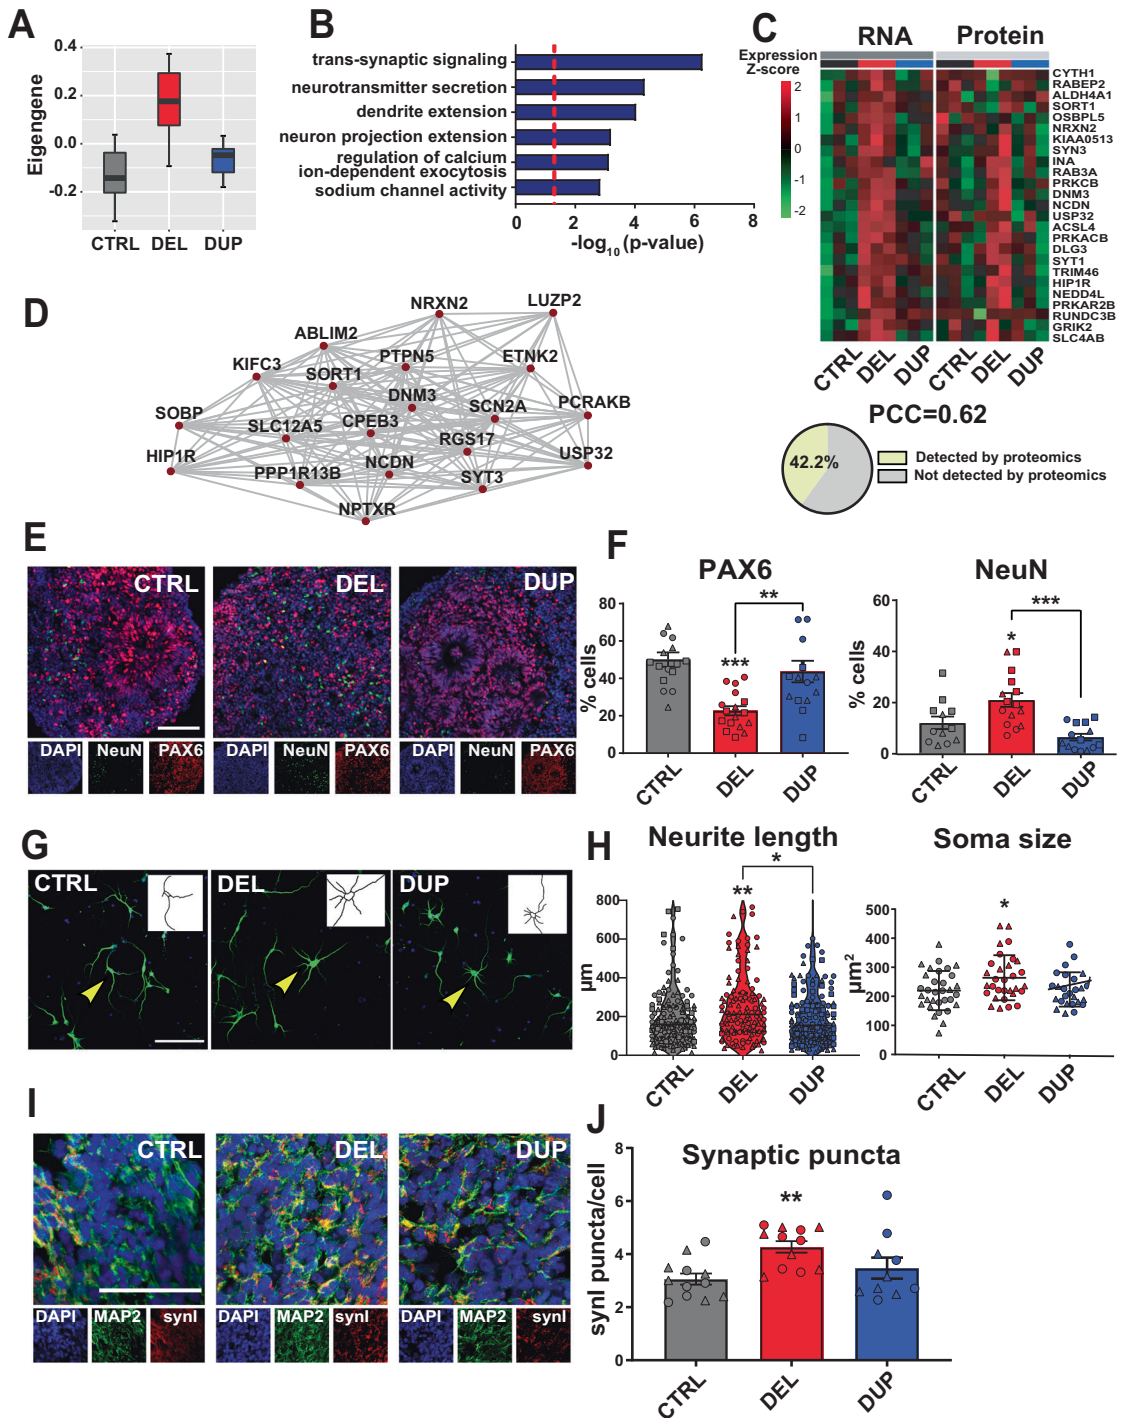 A
0.4
0.2
0.0
-0.2
Eigengene
CTRL DEL DUP
B
trans-synaptic signaling
neurotransmitter secretion
dendrite extension
neuron projection extension
regulation of calcium
ion-dependent exocytosis
sodium channel activity
0 2 4 6 8
-log10 (p-value)
C
RNA Protein
Expression
Z-score
2
1
0
-1
-2
CYTH1
RABEP2
ALDH4A1
SORT1
OSBPL5
NRXN2
KIAA0513
SYN3
INA
RAB3A
PRKCB
DNM3
NCDN
USP32
ACSL4
PRKACB
DLG3
SYT1
TRIM46
HIP1R
NEDD4L
PRKAR2B
RUNDC3B
GRIK2
SLC4AB
CTRL DEL DUP CTRL DEL DUP
PCC=0.62
42.2%
Detected by proteomics
Not detected by proteomics
D
NRXN2
LUZP2
ABLIM2
PTPN5
ETNK2
KIFC3
SORT1
DNM3
SCN2A
PCRAKB
SOBP
SLC12A5
CPEB3
RGS17
HIP1R
PPP1R13B
NCDN
SYT3
USP32
NPTXR
E
CTRL DEL DUP
DAPI NeuN PAX6 DAPI NeuN PAX6 DAPI NeuN PAX6
F
PAX6
80
60
40
20
0
% cells
***
**
CTRL DEL DUP
NeuN
60
40
20
0
% cells
*
***
CTRL DEL DUP
G
CTRL DEL DUP
H
Neurite length
800
600
400
200
0
µm
**
*
CTRL DEL DUP
Soma size
500
400
300
200
100
0
µm2
*
CTRL DEL DUP
I
CTRL DEL DUP
DAPI MAP2 synI DAPI MAP2 synI DAPI MAP2 synI
J
Synaptic puncta
8
6
4
2
0
synI puncta/cell
**
CTRL DEL DUP